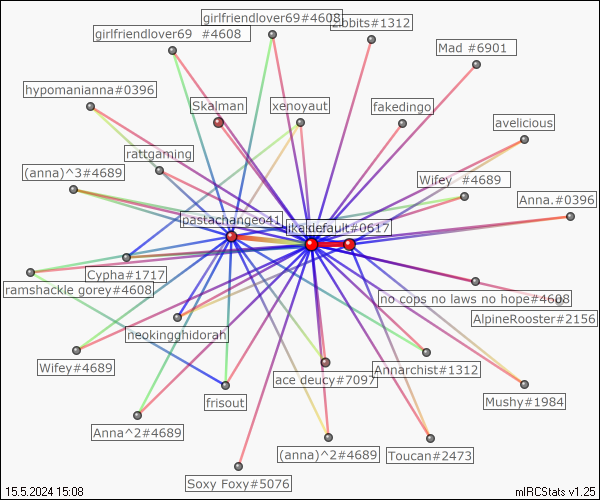 girlfriendlover69#4608
zibbits#1312
girlfriendlover69  #4608
Mad #6901
hypomanianna#0396
Skalman
xenoyaut
fakedingo
avelicious
rattgaming
(anna)^3#4689
Wifey  #4689
Anna.#0396
pastachangeo41
default#0617
Cypha#1717
ramshackle gorey#4608
no cops no laws no hope#4608
AlpineRooster#2156
neokingghidorah
Wifey#4689
ace deucy#7097
Annarchist#1312
frisout
Mushy#1984
Anna^2#4689
(anna)^2#4689
Toucan#2473
Soxy Foxy#5076
15.5.2024 15:08
mIRCStats v1.25